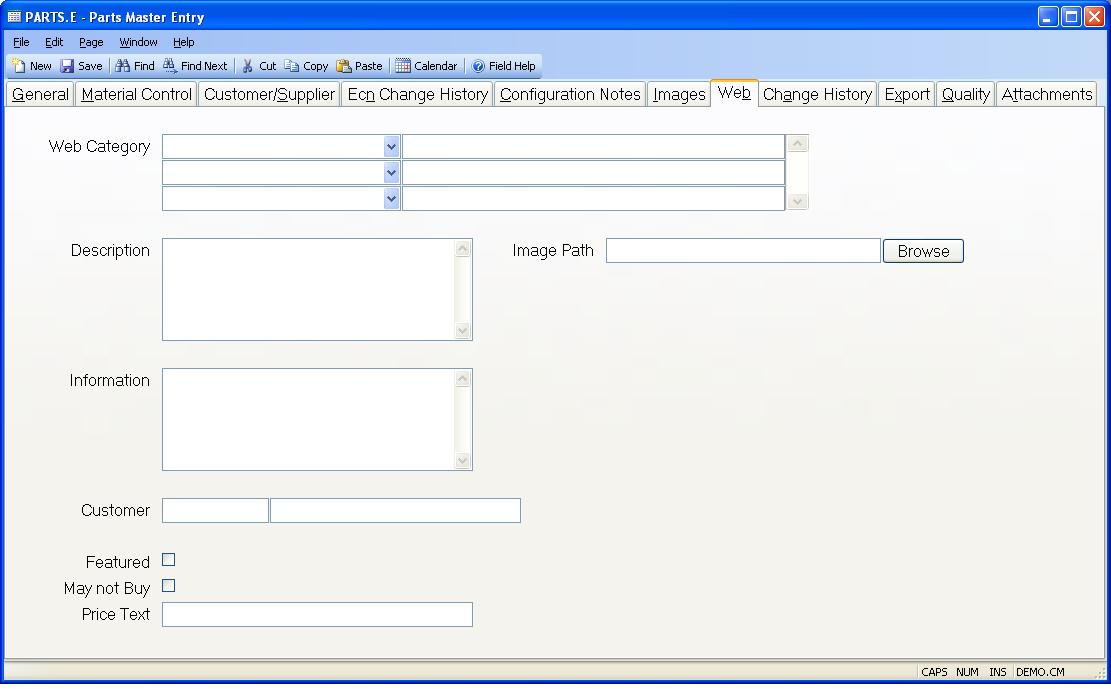 PARTS.E - Parts Master Entry
File Edit Page Window Help
New Save Find Find Next Cut Copy Paste Calendar Field Help
General Material Control Customer/Supplier Ecn Change History Configuration Notes Images Web Change History Export Quality Attachments
Web Category
Description Image Path Browse
Information
Customer
Featured
May not Buy
Price Text
CAPS NUM INS DEMO.CM